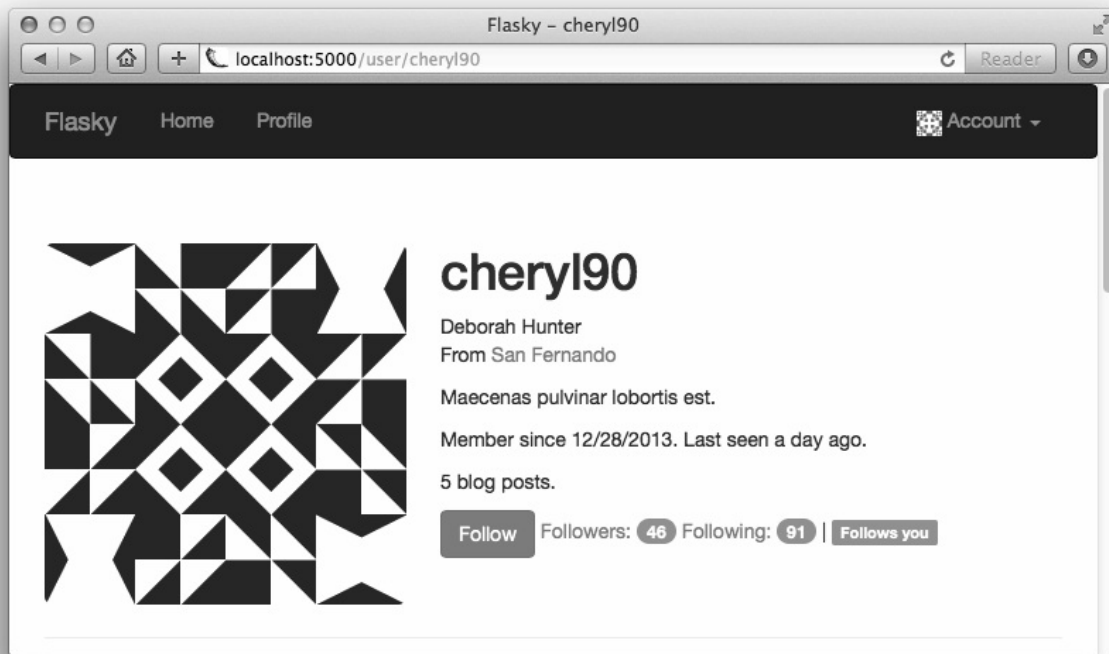 Flasky – cheryl90
localhost:5000/user/cheryl90
Reader
Flasky Home Profile Account
cheryl90
Deborah Hunter
From San Fernando
Maecenas pulvinar lobortis est.
Member since 12/28/2013. Last seen a day ago.
5 blog posts.
Follow Followers: 46 Following: 91 | Follows you